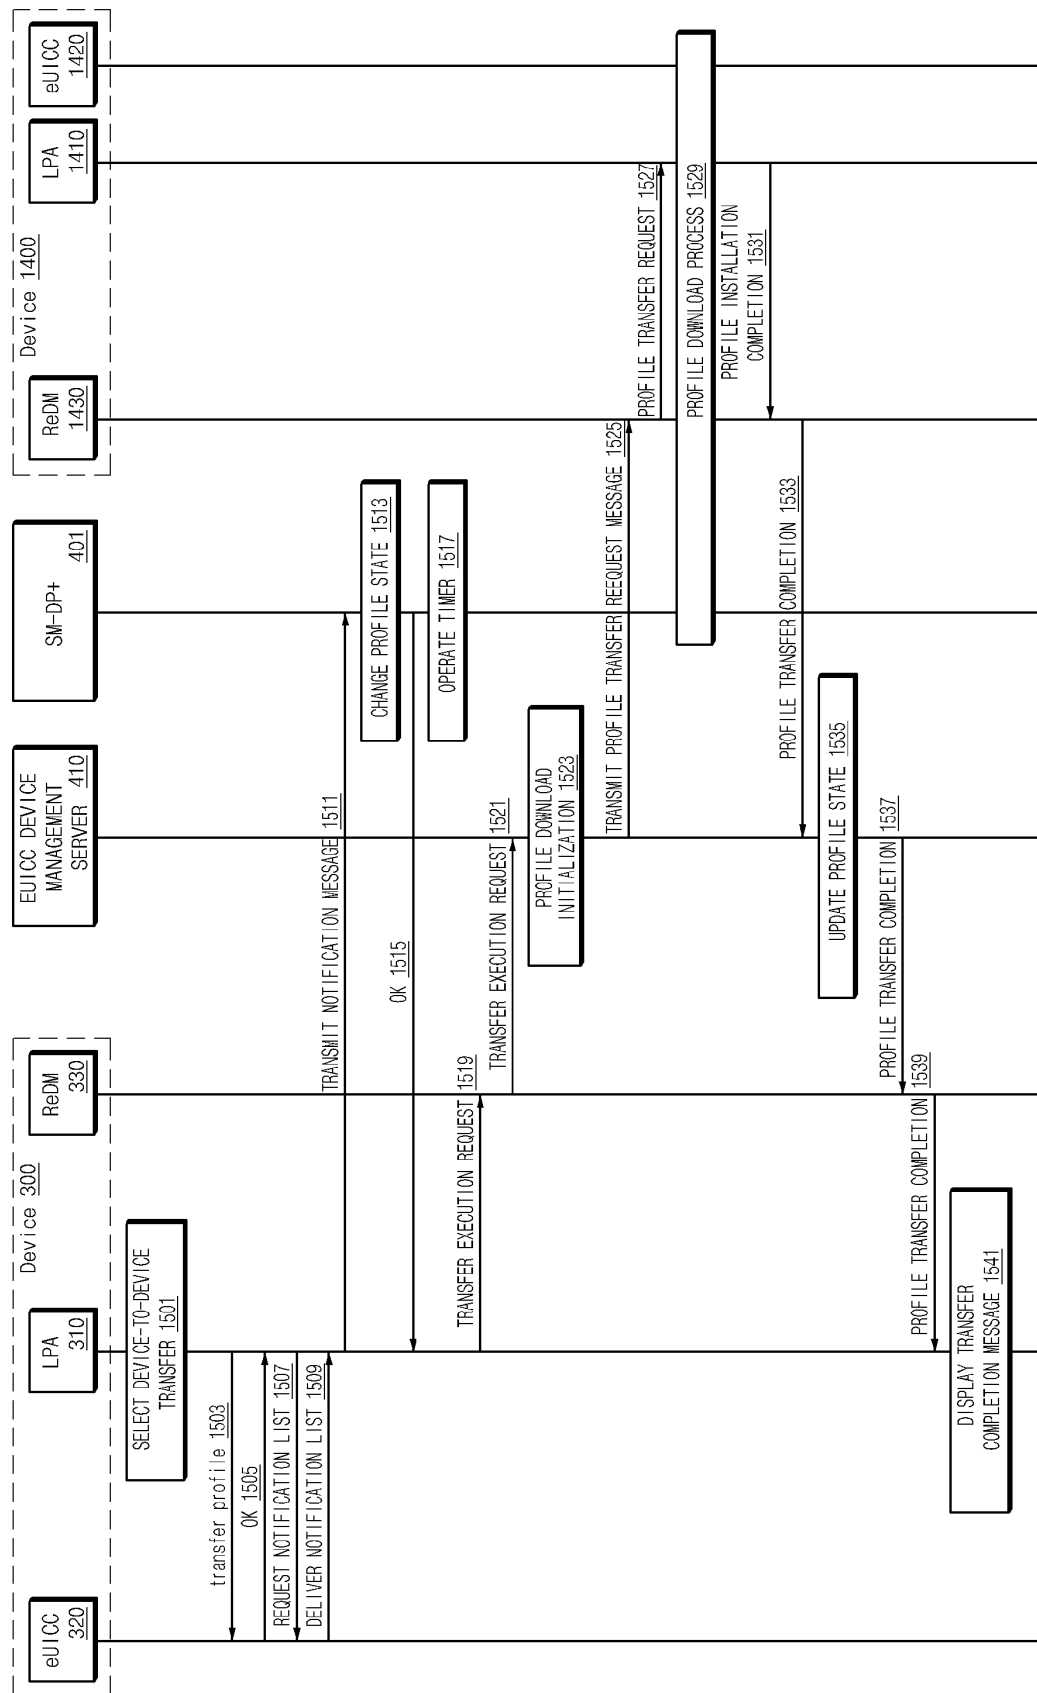 Device 300
eUICC
320
LPA
310
ReDM
330
EUICC DEVICE
MANAGEMENT
SERVER 410
SM-DP+
401
Device 1400
ReDM
1430
LPA
1410
eUICC
1420
SELECT DEVICE-TO-DEVICE
TRANSFER 1501
transfer profile 1503
OK 1505
REQUEST NOTIFICATION LIST 1507
DELIVER NOTIFICATION LIST 1509
TRANSMIT NOTIFICATION MESSAGE 1511
CHANGE PROFILE STATE 1513
OK 1515
OPERATE TIMER 1517
TRANSFER EXECUTION REQUEST 1519
TRANSFER EXECUTION REQUEST 1521
PROFILE DOWNLOAD
INITIALIZATION 1523
TRANSMIT PROFILE TRANSFER REEQUEST MESSAGE 1525
PROFILE TRANSFER REQUEST 1527
PROFILE DOWNLOAD PROCESS 1529
PROFILE INSTALLATION
COMPLETION 1531
PROFILE TRANSFER COMPLETION 1533
UPDATE PROFILE STATE 1535
PROFILE TRANSFER COMPLETION 1537
PROFILE TRANSFER COMPLETION 1539
DISPLAY TRANSFER
COMPLETION MESSAGE 1541